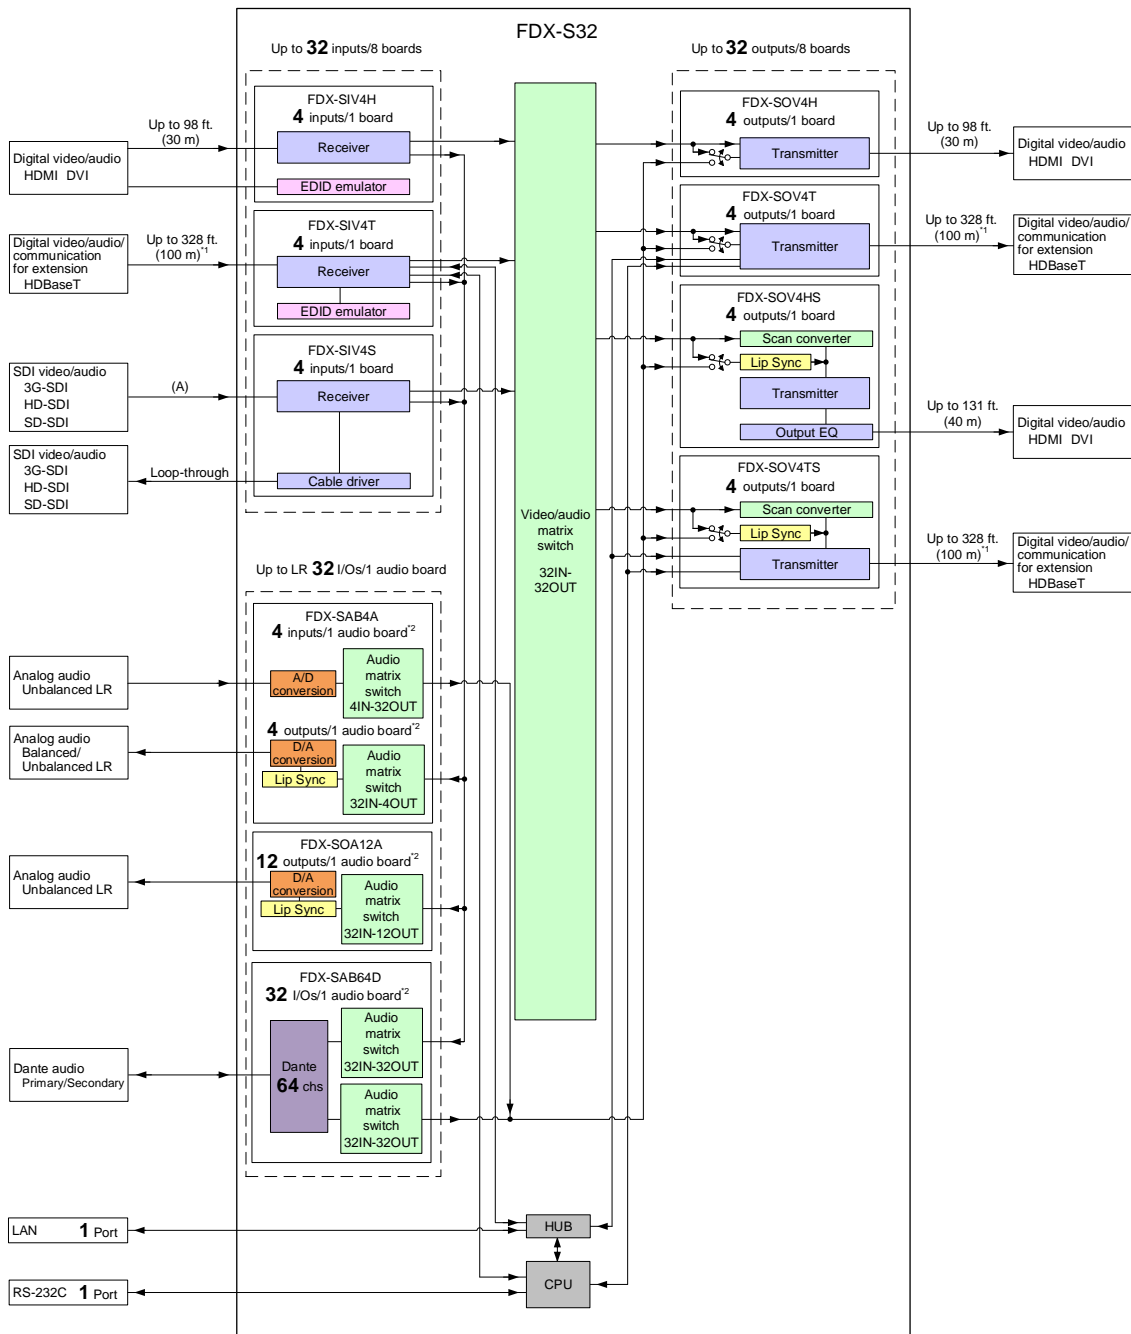 FDX-S32
Up to 32 inputs/8 boards
Up to 32 outputs/8 boards
FDX-SIV4H
4 inputs/1 board
Receiver
EDID emulator
Up to 98 ft.
(30 m)
Digital video/audio
HDMI DVI
FDX-SIV4T
4 inputs/1 board
Receiver
EDID emulator
Digital video/audio/
communication
for extension
HDBaseT
Up to 328 ft.
(100 m)*1
FDX-SIV4S
4 inputs/1 board
Receiver
Cable driver
SDI video/audio
3G-SDI
HD-SDI
SD-SDI
(A)
SDI video/audio
3G-SDI
HD-SDI
SD-SDI
Loop-through
Video/audio
matrix
switch
32IN-
32OUT
FDX-SOV4H
4 outputs/1 board
Transmitter
Up to 98 ft.
(30 m)
Digital video/audio
HDMI DVI
FDX-SOV4T
4 outputs/1 board
Transmitter
Up to 328 ft.
(100 m)*1
Digital video/audio/
communication
for extension
HDBaseT
FDX-SOV4HS
4 outputs/1 board
Scan converter
Lip Sync
Transmitter
Output EQ
Up to 131 ft.
(40 m)
Digital video/audio
HDMI DVI
FDX-SOV4TS
4 outputs/1 board
Scan converter
Lip Sync
Transmitter
Up to 328 ft.
(100 m)*1
Digital video/audio/
communication
for extension
HDBaseT
Up to LR 32 I/Os/1 audio board
FDX-SAB4A
4 inputs/1 audio board*2
A/D
conversion
Audio
matrix
switch
4IN-32OUT
Analog audio
Unbalanced LR
4 outputs/1 audio board*2
D/A
conversion
Lip Sync
Audio
matrix
switch
32IN-4OUT
Analog audio
Balanced/
Unbalanced LR
FDX-SOA12A
12 outputs/1 audio board*2
D/A
conversion
Lip Sync
Audio
matrix
switch
32IN-12OUT
Analog audio
Unbalanced LR
FDX-SAB64D
32 I/Os/1 audio board*2
Dante
64 chs
Audio
matrix
switch
32IN-32OUT
Audio
matrix
switch
32IN-32OUT
Dante audio
Primary/Secondary
LAN 1 Port
HUB
CPU
RS-232C 1 Port